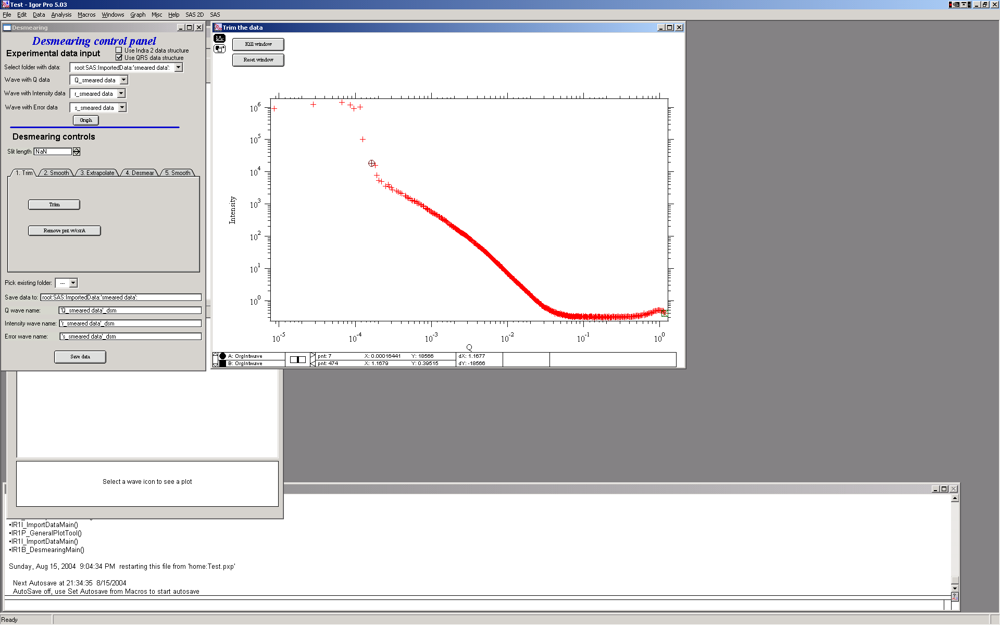 Test - Igor Pro 5.03
File Edit Data Analysis Macros Windows Graph Misc Help SAS 2D SAS
Desmearing
Desmearing control panel
Experimental data input
Use Indra 2 data structure
Use QRS data structure
Select folder with data: root:SAS:ImportedData:'smeared data':
Wave with Q data Q_smeared data
Wave with Intensity data r_smeared data
Wave with Error data s_smeared data
Graph
Desmearing controls
Slit length NaN
1. Trim 2. Smooth 3. Extrapolate 4. Desmear 5. Smooth
Trim
Remove pnt w/csrA
Pick existing folder: ---
Save data to: root:SAS:ImportedData:'smeared data':
Q wave name: 'Q_smeared data'_dsm
Intensity wave name: 'r_smeared data'_dsm
Error wave name: 's_smeared data'_dsm
Save data
Trim the data
Kill window
Reset window
10^6
10^5
10^4
10^3
10^2
10^1
10^0
Intensity
10^-5 10^-4 10^-3 10^-2 10^-1 10^0
Q
A: OrgIntwave pnt: 7 X: 0.00016441 Y: 18566 dX: 1.1677
B: OrgIntwave pnt: 474 X: 1.1679 Y: 0.39515 dY: -18566
Select a wave icon to see a plot
•IR1I_ImportDataMain()
•IR1P_GeneralPlotTool()
•IR1I_ImportDataMain()
•IR1B_DesmearingMain()
Sunday, Aug 15, 2004 9:04:34 PM restarting this file from 'home:Test.pxp'
Next Autosave at 21:34:35 8/15/2004
AutoSave off, use Set Autosave from Macros to start autosave
Ready